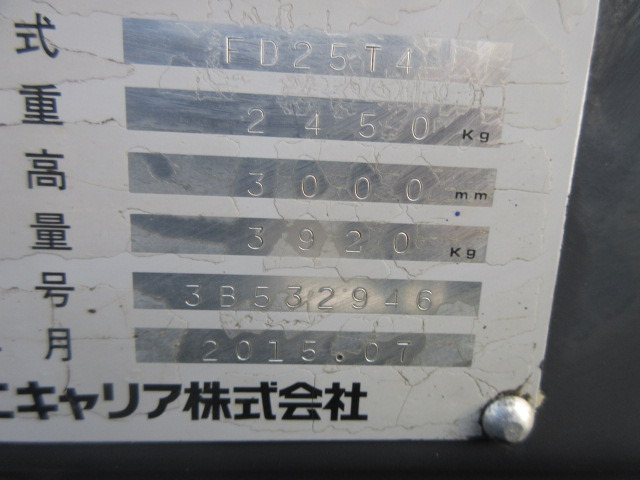 式 FD25T4
重 2450 Kg
高 3000 mm
量 3920 Kg
号 3B532946
月 2015.07
ニキャリア株式会社